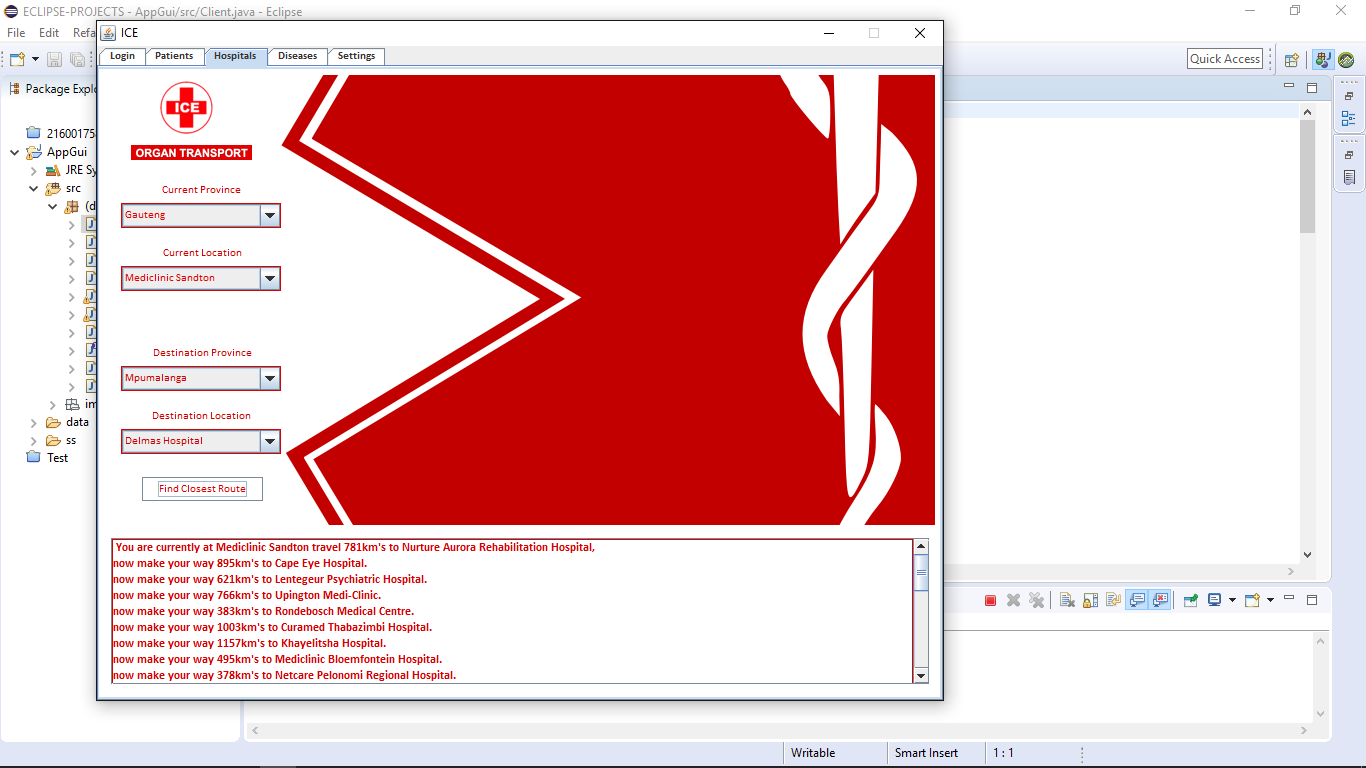 ECLIPSE-PROJECTS - AppGui/src/Client.java - Eclipse
File Edit Refa
Quick Access
Package Explo
21600175
AppGui
JRE Sy
src
(d
im
data
ss
Test
ICE
Login Patients Hospitals Diseases Settings
ICE
ORGAN TRANSPORT
Current Province
Gauteng
Current Location
Mediclinic Sandton
Destination Province
Mpumalanga
Destination Location
Delmas Hospital
Find Closest Route
You are currently at Mediclinic Sandton travel 781km's to Nurture Aurora Rehabilitation Hospital,
now make your way 895km's to Cape Eye Hospital.
now make your way 621km's to Lentegeur Psychiatric Hospital.
now make your way 766km's to Upington Medi-Clinic.
now make your way 383km's to Rondebosch Medical Centre.
now make your way 1003km's to Curamed Thabazimbi Hospital.
now make your way 1157km's to Khayelitsha Hospital.
now make your way 495km's to Mediclinic Bloemfontein Hospital.
now make your way 378km's to Netcare Pelonomi Regional Hospital.
Writable Smart Insert 1 : 1